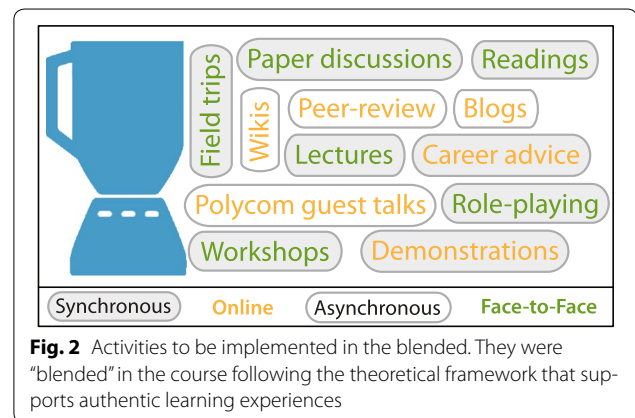 Field trips
Paper discussions
Readings
Wikis
Peer-review
Blogs
Lectures
Career advice
Polycom guest talks
Role-playing
Workshops
Demonstrations
Synchronous
Online
Asynchronous
Face-to-Face
Fig. 2 Activities to be implemented in the blended. They were
“blended” in the course following the theoretical framework that sup-
ports authentic learning experiences